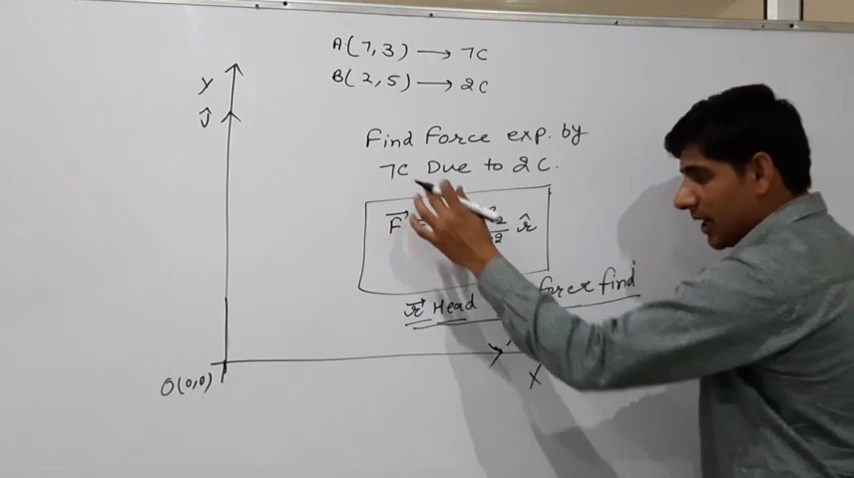 A(7,3) → 7C
B(2,5) → 2C
Y
ĵ
Find Force exp. by
7C Due to 2C.
F⃗ r̂
r⃗ Head Force find
O(0,0)
X